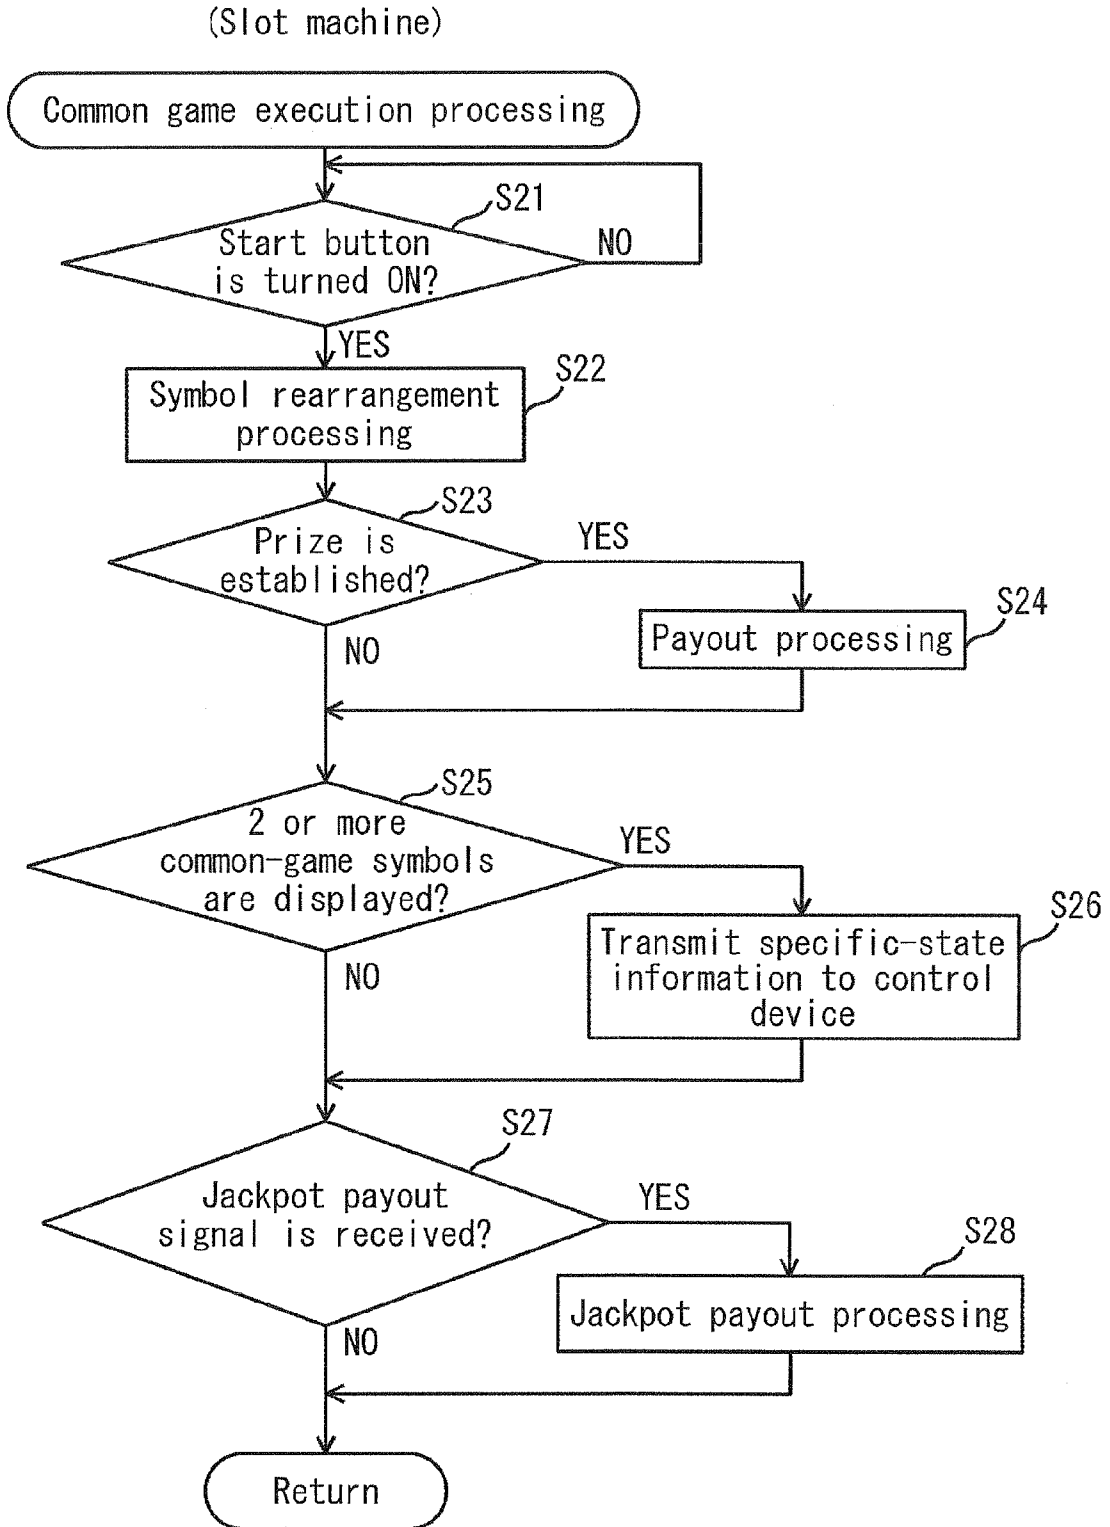 (Slot machine)
Common game execution processing
S21
Start button
is turned ON?
NO
YES
S22
Symbol rearrangement
processing
S23
Prize is
established?
YES
S24
Payout processing
NO
S25
2 or more
common-game symbols
are displayed?
YES
S26
Transmit specific-state
information to control
device
NO
S27
Jackpot payout
signal is received?
YES
S28
Jackpot payout processing
NO
Return